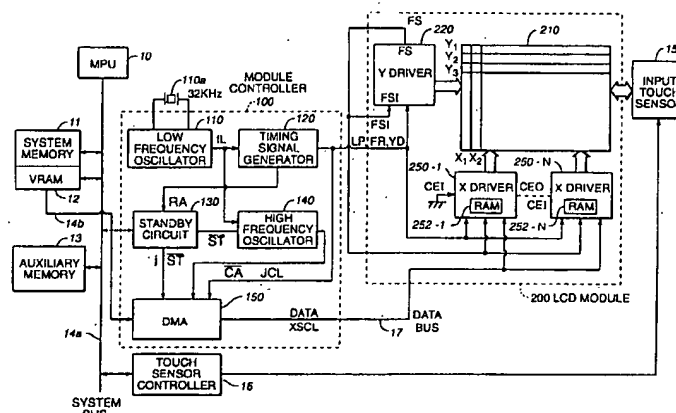 FS
220
210
10
MPU
110a
32KHz
MODULE
CONTROLLER
100
FS
Y DRIVER
FSI
Y1
Y2
Y3
INPUT
TOUCH
SENSOR
11
SYSTEM
MEMORY
VRAM
12
14b
110
LOW
FREQUENCY
OSCILLATOR
120
TIMING SIGNAL
GENERATOR
FSI
LP,FR,YD
X1 X2
250-1
X DRIVER
RAM
252-1
CEI
CEO
CEI
250-N
X DRIVER
RAM
252-N
RA
130
STANDBY
CIRCUIT
ST
140
HIGH
FREQUENCY
OSCILLATOR
13
AUXILIARY
MEMORY
ST
CA
JCL
150
DMA
DATA
XSCL
17
DATA
BUS
200 LCD MODULE
14a
TOUCH
SENSOR
CONTROLLER
16
SYSTEM